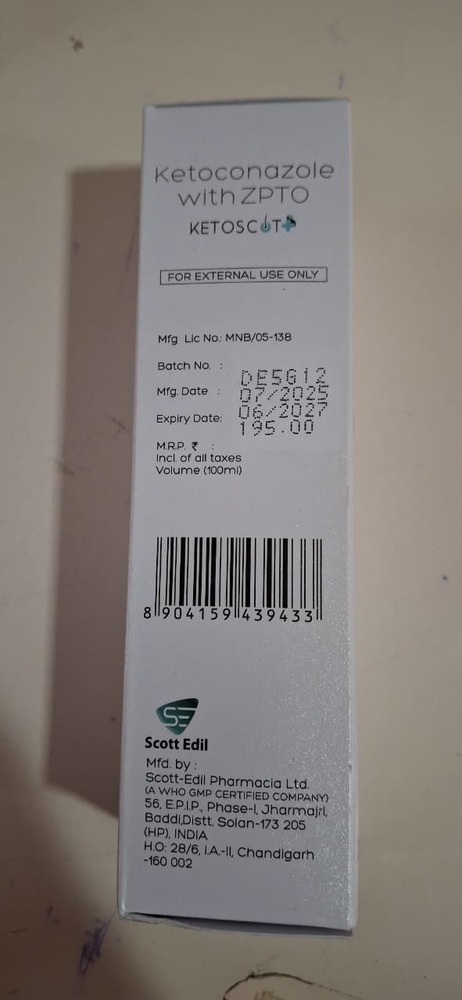 Ketoconazole
with ZPTO
KETOSCOT
FOR EXTERNAL USE ONLY
Mfg Lic No.: MNB/05-138
Batch No. : DE5G12
Mfg. Date : 07/2025
Expiry Date: 06/2027
M.R.P. ₹ : 195.00
Incl. of all taxes
Volume (100ml)
8 904159 439433
SE
Scott Edil
Mfd. by :
Scott-Edil Pharmacia Ltd.
(A WHO GMP CERTIFIED COMPANY)
56, E.P.I.P., Phase-I, Jharmajri,
Baddi,Distt. Solan-173 205
(HP), INDIA
H.O: 28/6, I.A.-II, Chandigarh
-160 002